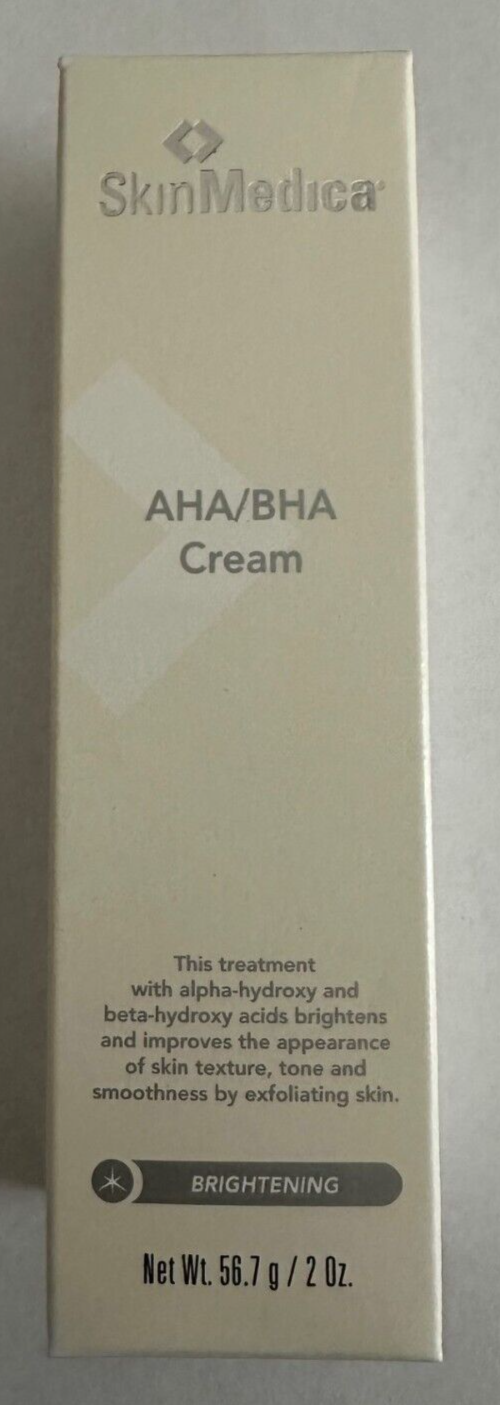 SkinMedica®
AHA/BHA
Cream
This treatment
with alpha-hydroxy and
beta-hydroxy acids brightens
and improves the appearance
of skin texture, tone and
smoothness by exfoliating skin.
BRIGHTENING
Net Wt. 56.7 g / 2 Oz.